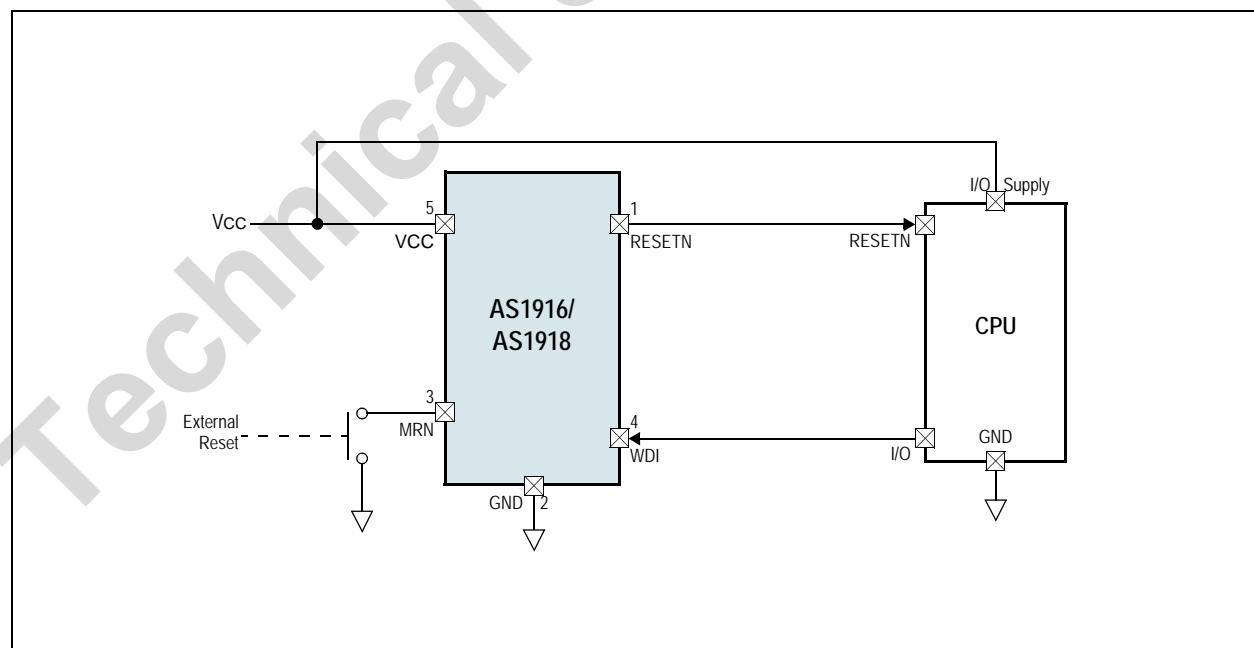 Technical
I/O Supply
VCC
5
VCC
1
RESETN
RESETN
AS1916/
AS1918
CPU
External
Reset
3
MRN
4
WDI
I/O
GND
GND 2